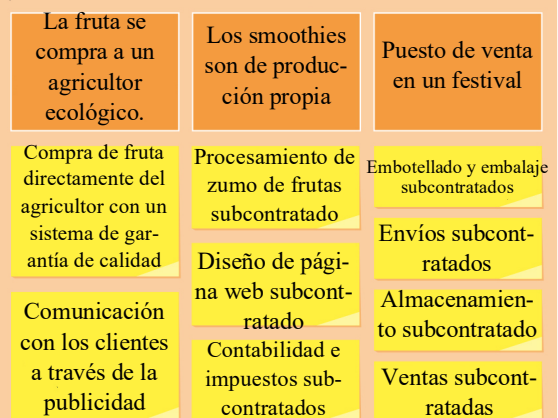 La fruta se
compra a un
agricultor
ecológico.
Los smoothies
son de produc-
ción propia
Puesto de venta
en un festival
Compra de fruta
directamente del
agricultor con un
sistema de gar-
antía de calidad
Comunicación
con los clientes
a través de la
publicidad
Procesamiento de
zumo de frutas
subcontratado
Diseño de pági-
na web subcont-
ratado
Contabilidad e
impuestos sub-
contratados
Embotellado y embalaje
subcontratados
Envíos subcont-
ratados
Almacenamien-
to subcontratado
Ventas subcont-
ratadas